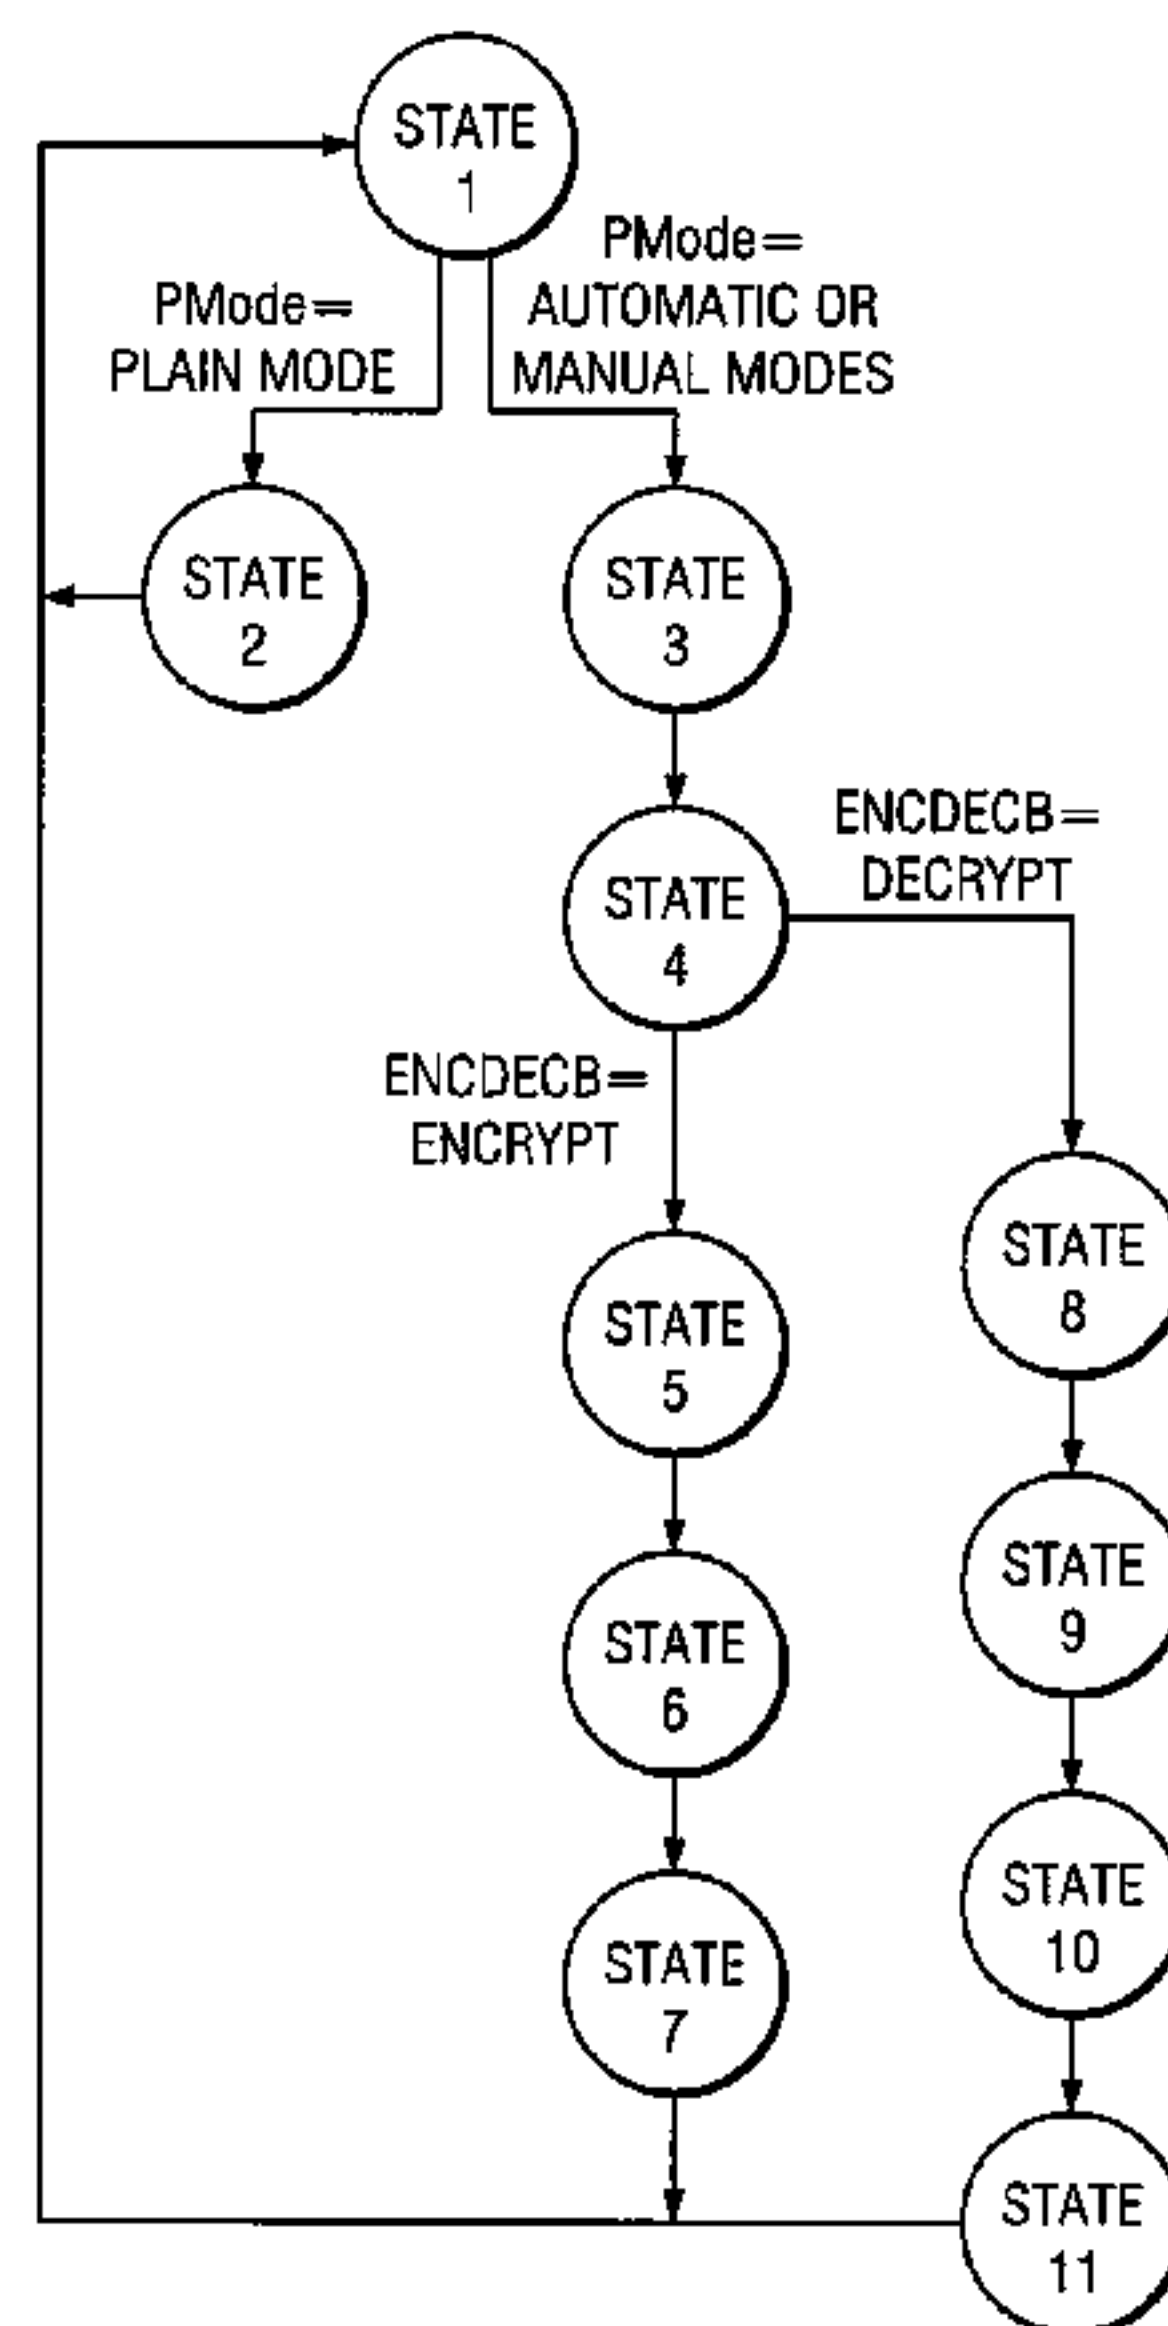 STATE
1
PMode=
PLAIN MODE
PMode=
AUTOMATIC OR
MANUAL MODES
STATE
2
STATE
3
STATE
4
ENCDECB=
DECRYPT
ENCDECB=
ENCRYPT
STATE
5
STATE
8
STATE
6
STATE
9
STATE
7
STATE
10
STATE
11